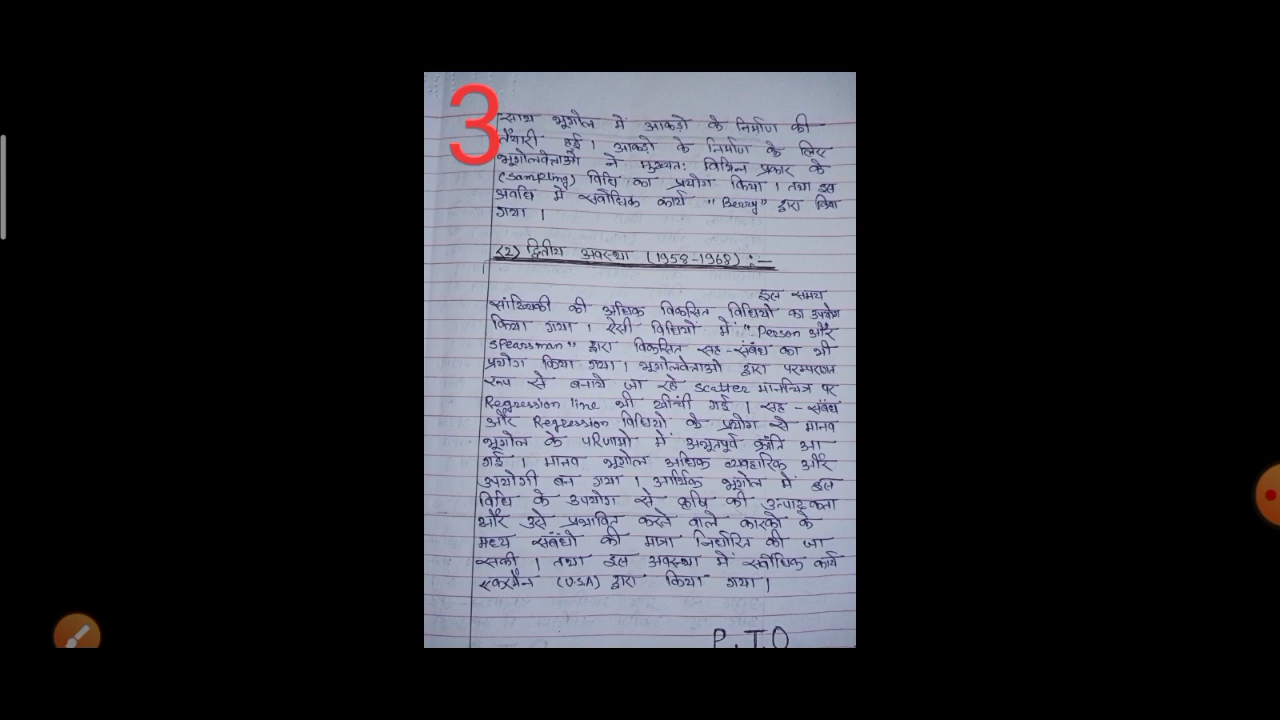 3
साथ भूगोल में आकड़ो के निर्माण की
तैयारी हुई। आकड़ो के निर्माण के लिए
भूगोलवेत्ताओ ने मुख्यत: विभिन्न प्रकार के
(Sampling) विधि का प्रयोग किया। तथा इस
अवधि में सर्वाधिक कार्य "Berry" द्वारा किया
गया।
(2) द्वितीय अवस्था (1958-1968) :-
इस समय
सांख्यिकी की अधिक विकसित विधियो का उपयोग
किया गया। ऐसी विधियो में "Person और
Spearsman" द्वारा विकसित सह-संबंध का भी
प्रयोग किया गया। भूगोलवेत्ताओ द्वारा परम्परागत
रूप से बनाये जा रहे scatter मानचित्र पर
Regression line भी खींची गई। सह-संबंध
और Regression विधियो के प्रयोग से मानव
भूगोल के परिणामो में अभूतपूर्व क्रांति आ
गई। मानव भूगोल अधिक व्यवहारिक और
उपयोगी बन गया। आर्थिक भूगोल में इस
विधि के उपयोग से कृषि की उत्पादकता
और उसे प्रभावित करने वाले कारको के
मध्य संबंधो की मात्रा निर्धारित की जा
सकी। तथा इस अवस्था में सर्वाधिक कार्य
एकरमैन (U.S.A) द्वारा किया गया।
P.T.O